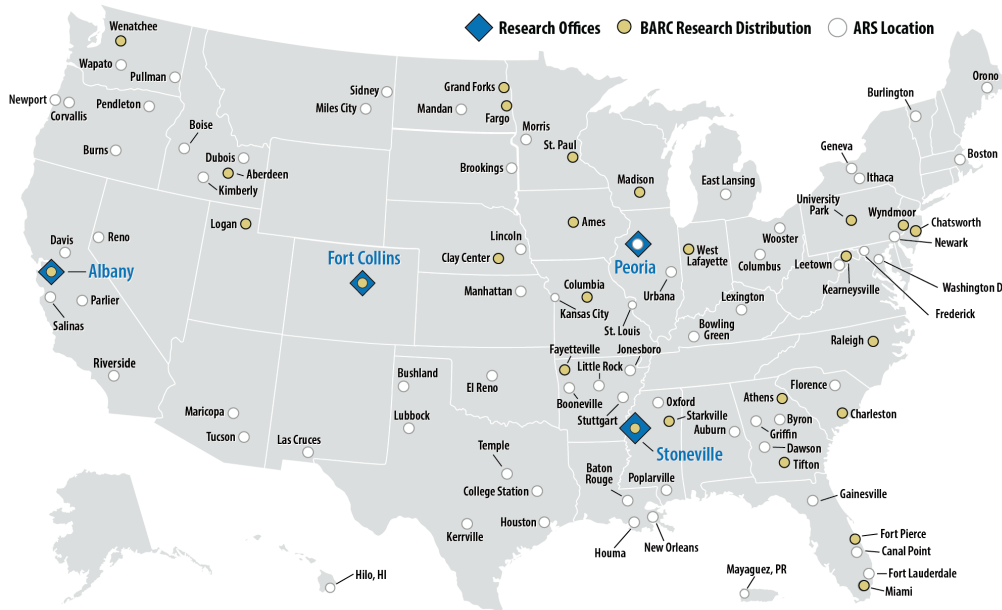 Research Offices
BARC Research Distribution
ARS Location
Wenatchee
Wapato
Pullman
Newport
Corvallis
Pendleton
Burns
Boise
Dubois
Aberdeen
Kimberly
Logan
Sidney
Miles City
Mandan
Grand Forks
Fargo
Morris
St. Paul
Brookings
Madison
East Lansing
Burlington
Orono
Geneva
Boston
Ithaca
University
Park
Wyndmoor
Chatsworth
Newark
Wooster
Columbus
Leetown
Kearneysville
Washington D
Frederick
Davis
Reno
Albany
Salinas
Parlier
Riverside
Fort Collins
Ames
Lincoln
Clay Center
Manhattan
Columbia
Kansas City
St. Louis
Peoria
Urbana
West
Lafayette
Lexington
Bowling
Green
Raleigh
Maricopa
Tucson
Las Cruces
Bushland
Lubbock
El Reno
Fayetteville
Little Rock
Jonesboro
Booneville
Stuttgart
Oxford
Starkville
Auburn
Stoneville
Athens
Florence
Charleston
Byron
Griffin
Dawson
Tifton
Temple
College Station
Houston
Kerrville
Baton
Rouge
Poplarville
Houma
New Orleans
Gainesville
Fort Pierce
Canal Point
Fort Lauderdale
Miami
Hilo, HI
Mayaguez, PR